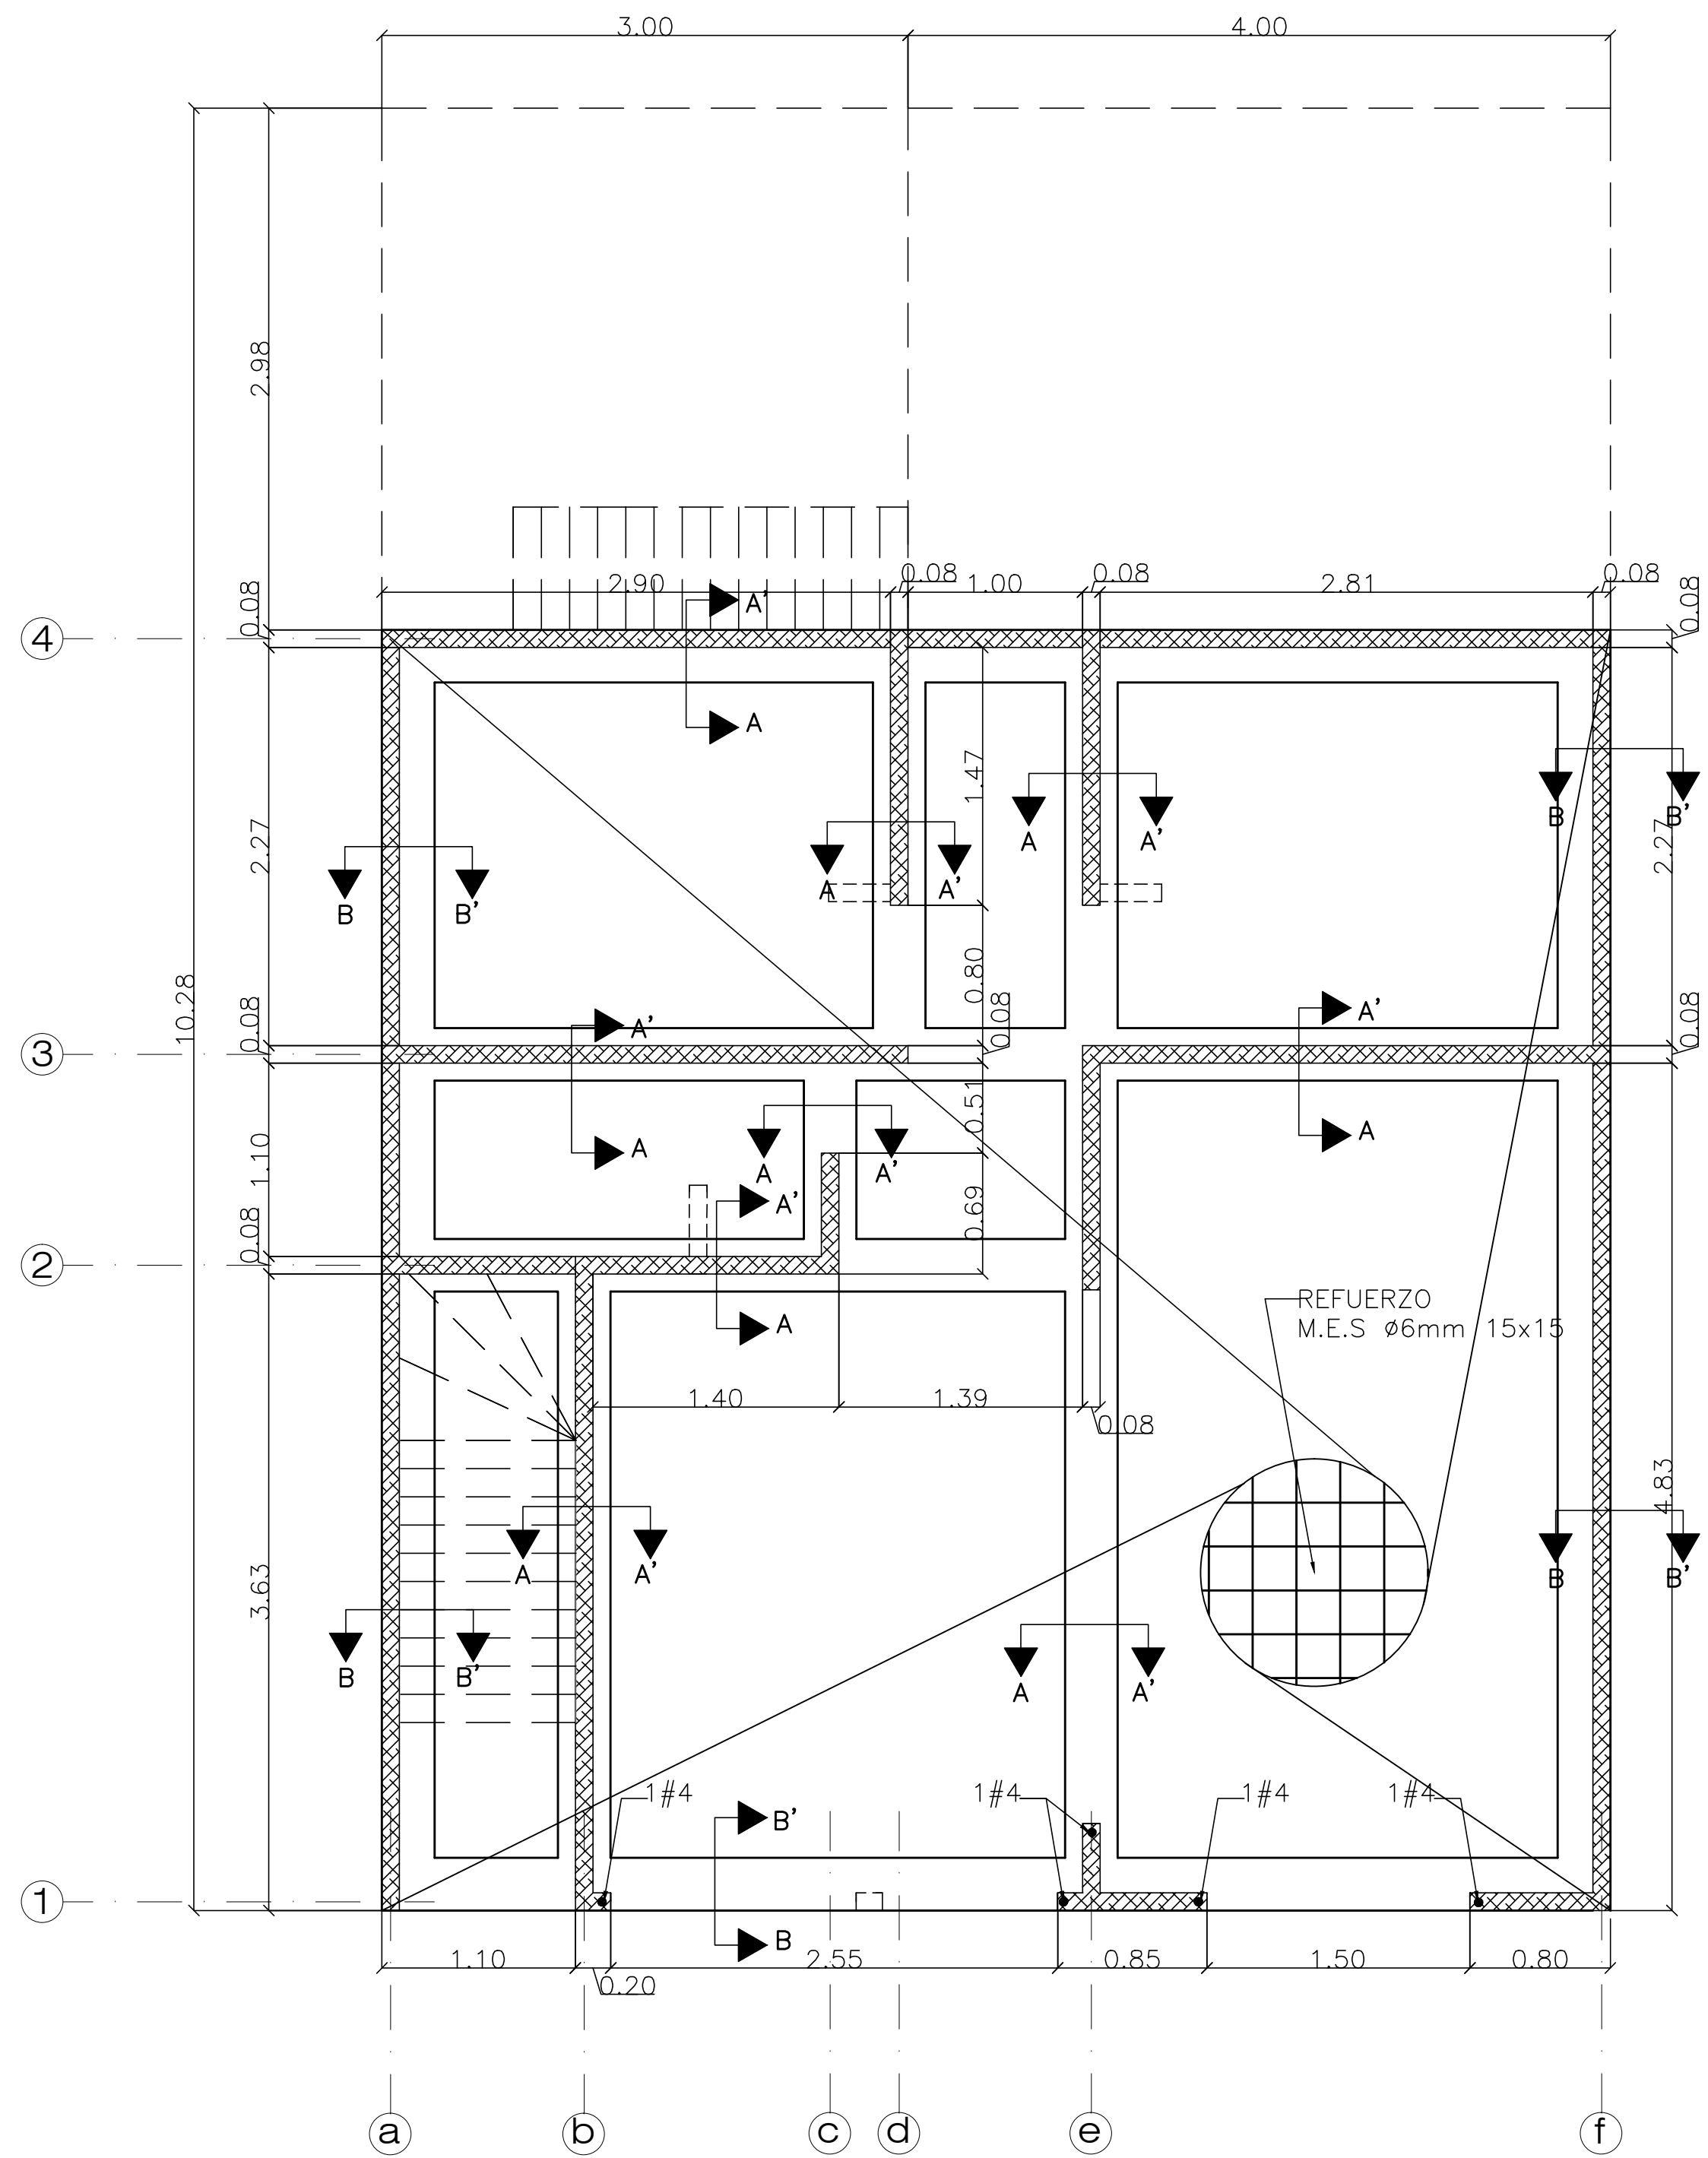 3.00
4.00
2.98
2.90
0.08
1.00
0.08
2.81
0.08
0.08
0.08
A'
4
A
1.47
A
A'
B
B'
2.27
2.27
A
A'
B
B'
0.80
10.28
0.08
0.08
0.08
A'
A'
3
0.51
1.10
A
A
A'
A
0.69
A'
0.08
2
REFUERZO
M.E.S ø6mm 15x15
A
1.40
1.39
0.08
4.83
A
A'
B
B'
3.63
B
B'
A
A'
1#4
1#4
1#4
1#4
B'
1
B
1.10
0.20
2.55
0.85
1.50
0.80
a
b
c
d
e
f